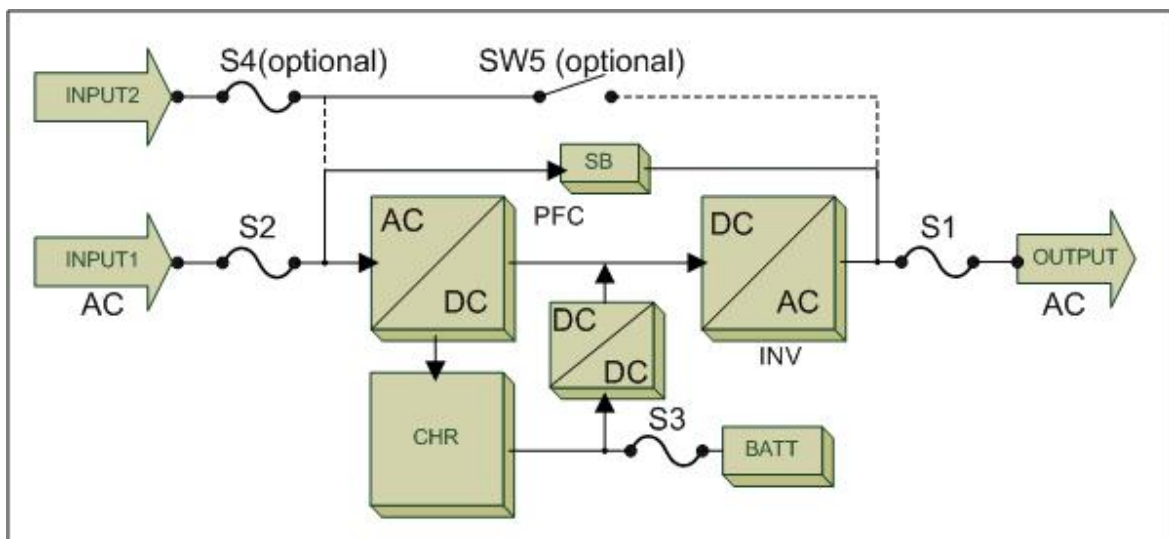 S4(optional)
SW5 (optional)
INPUT2
SB
PFC
S2
AC
DC
DC
AC
S1
INPUT1
AC
OUTPUT
AC
DC
DC
INV
CHR
S3
BATT